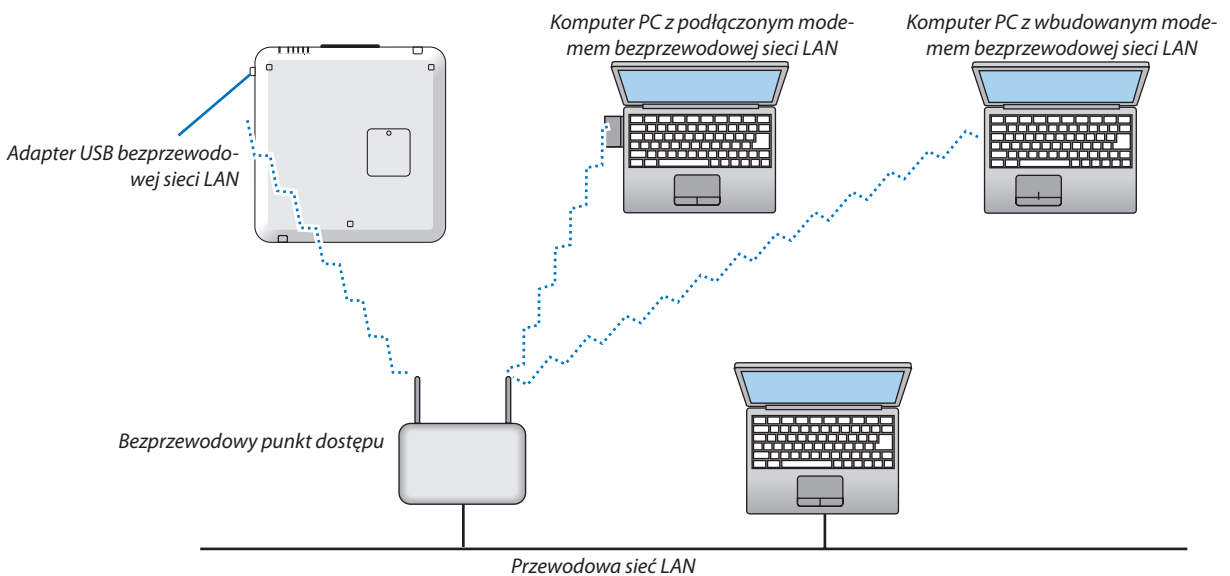 Komputer PC z podłączonym mode-
mem bezprzewodowej sieci LAN
Komputer PC z wbudowanym mode-
mem bezprzewodowej sieci LAN
Adapter USB bezprzewodo-
wej sieci LAN
Bezprzewodowy punkt dostępu
Przewodowa sieć LAN